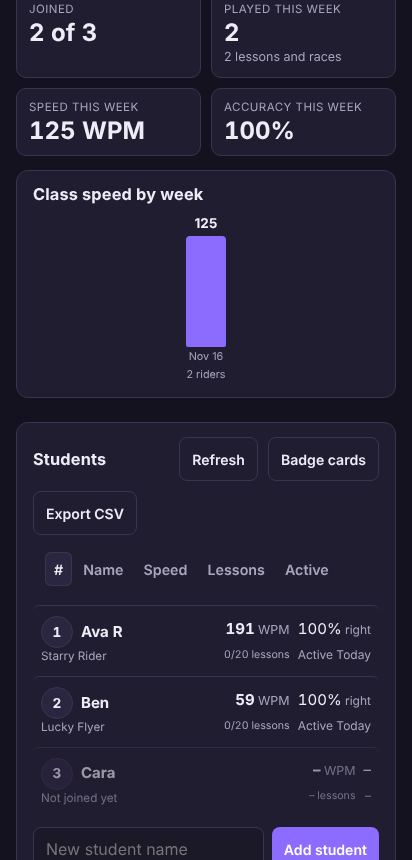 JOINED
2 of 3
PLAYED THIS WEEK
2
2 lessons and races
SPEED THIS WEEK
125 WPM
ACCURACY THIS WEEK
100%
Class speed by week
125
Nov 16
2 riders
Students
Refresh
Badge cards
Export CSV
# Name Speed Lessons Active
1 Ava R 191 WPM 100% right
Starry Rider 0/20 lessons Active Today
2 Ben 59 WPM 100% right
Lucky Flyer 0/20 lessons Active Today
3 Cara – WPM –
Not joined yet – lessons –
New student name
Add student